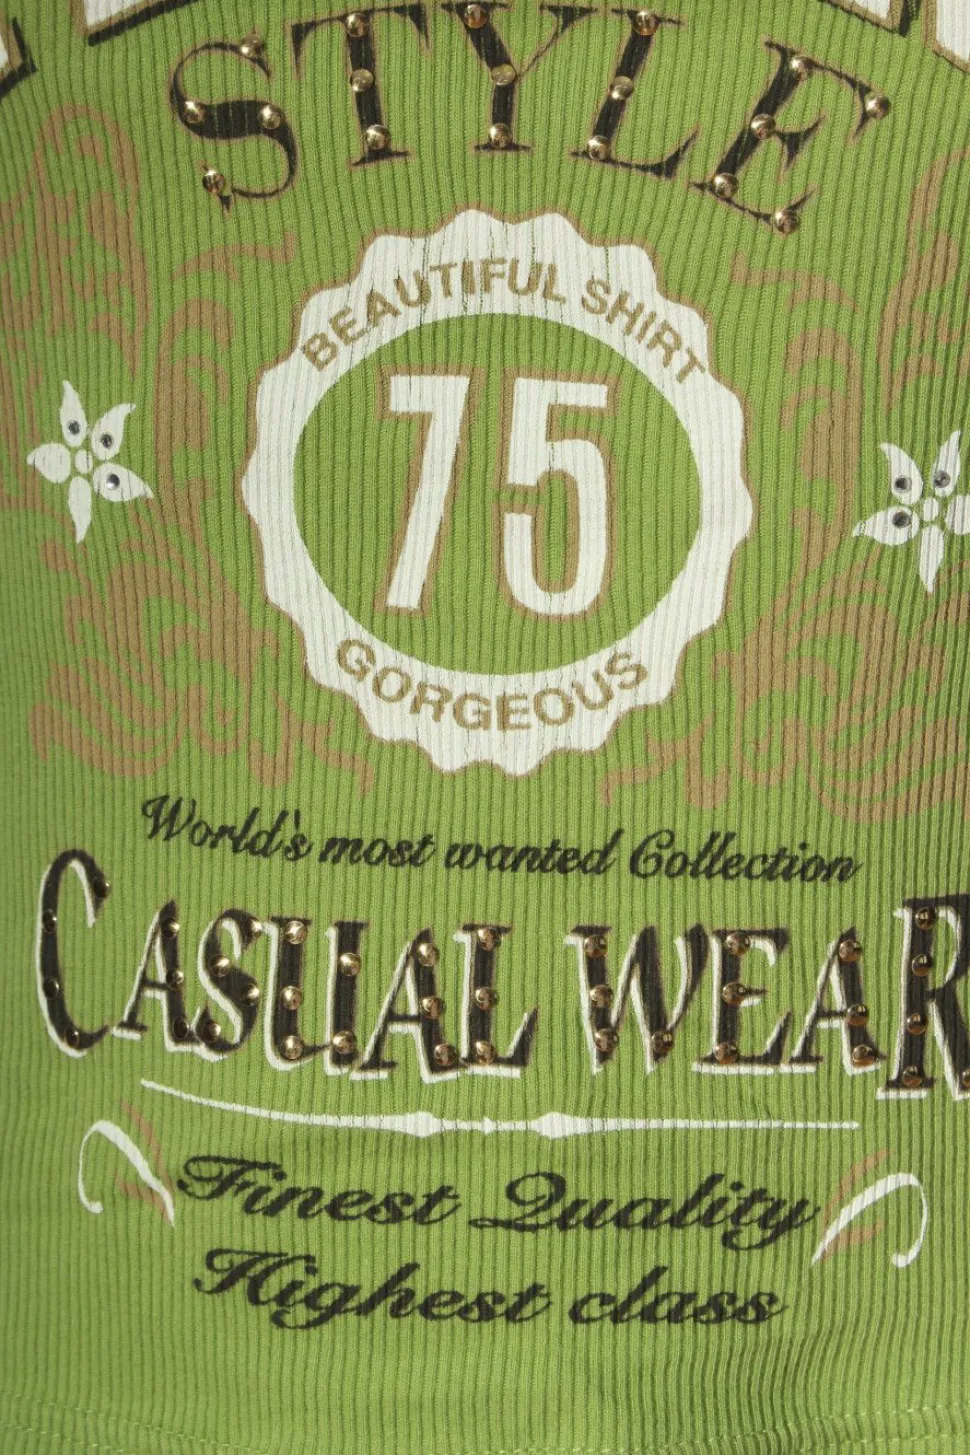 STYLE
BEAUTIFUL SHIRT
75
GORGEOUS
World's most wanted Collection
CASUAL WEAR
Finest Quality
Highest class